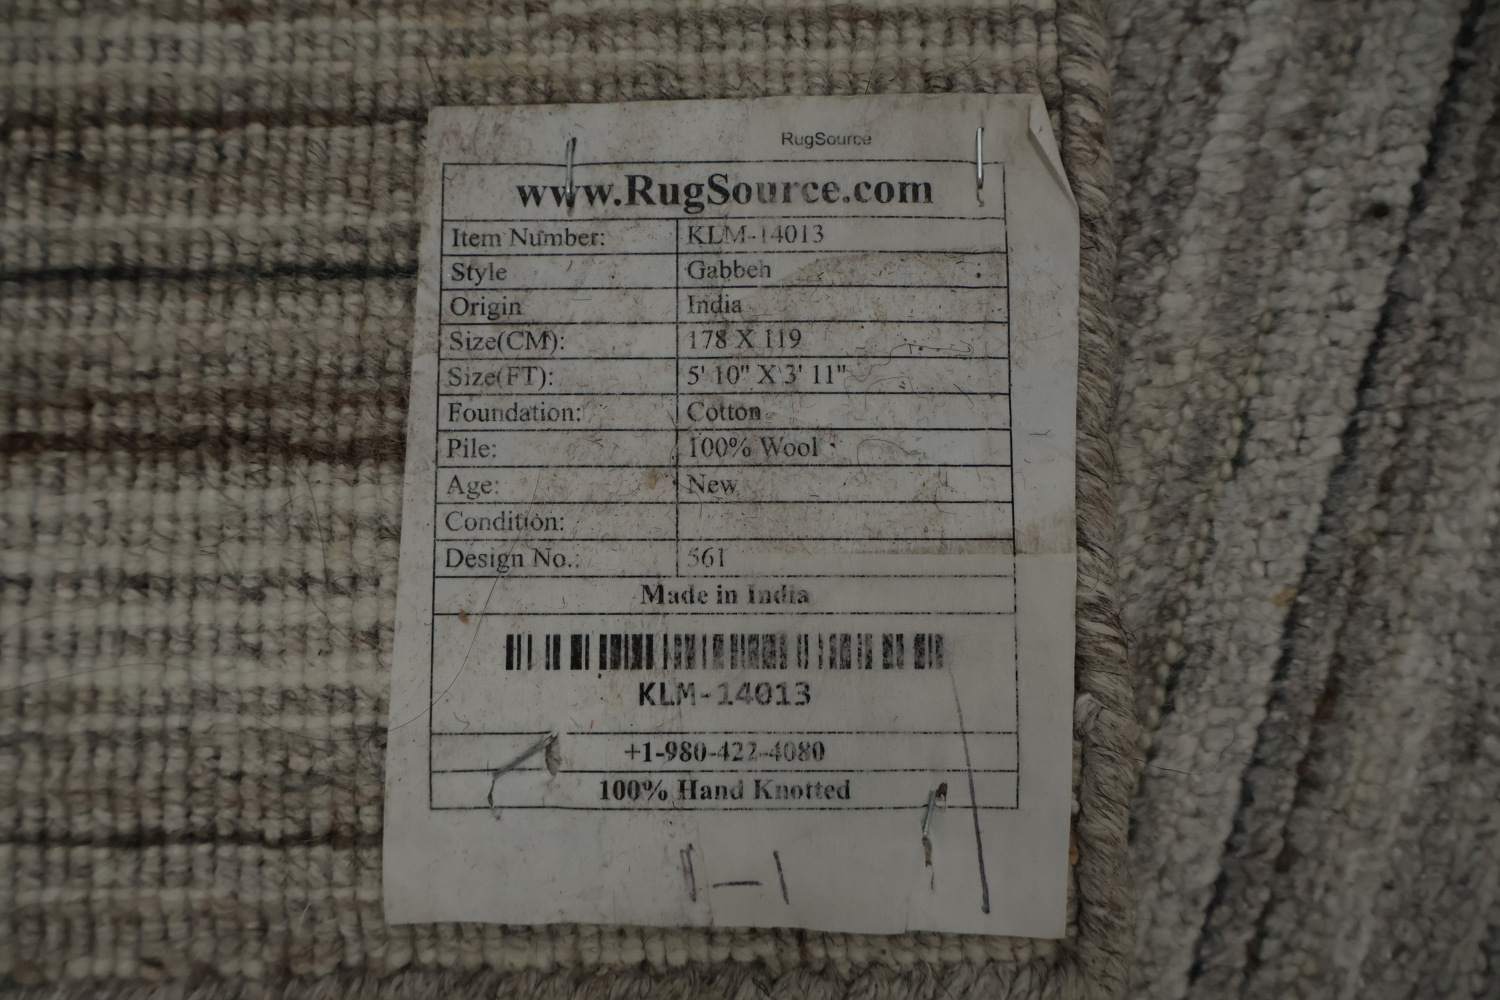 RugSource
www.RugSource.com
Item Number: KLM-14013
Style Gabbeh
Origin India
Size(CM): 178 X 119
Size(FT): 5' 10" X 3' 11"
Foundation: Cotton
Pile: 100% Wool
Age: New
Condition:
Design No.: 561
Made in India
KLM-14013
+1-980-422-4080
100% Hand Knotted
1-1